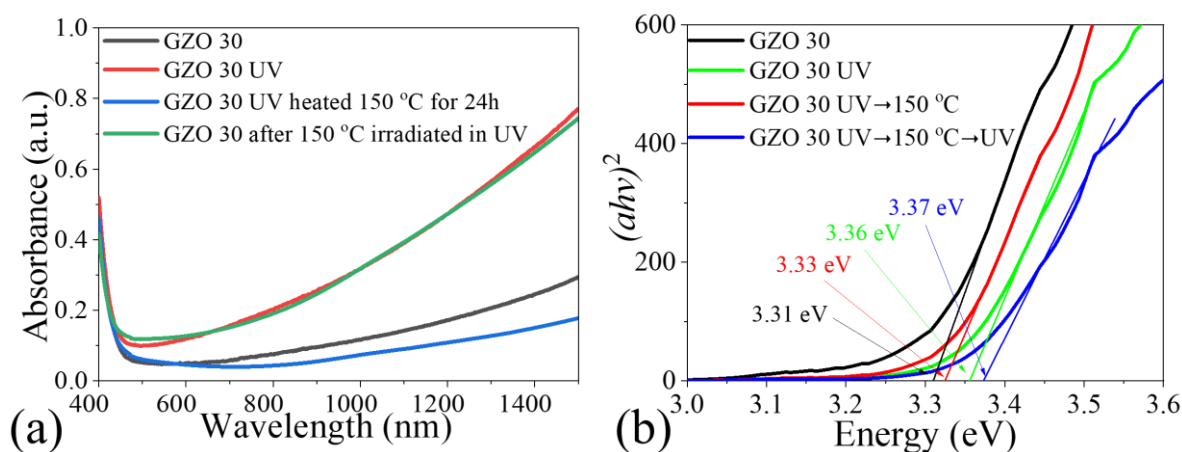 1.0
0.8
0.6
0.4
0.2
0.0
Absorbance (a.u.)
GZO 30
GZO 30 UV
GZO 30 UV heated 150 °C for 24h
GZO 30 after 150 °C irradiated in UV
400 600 800 1000 1200 1400
Wavelength (nm)
(a)
600
400
200
0
(ahv)²
GZO 30
GZO 30 UV
GZO 30 UV→150 °C
GZO 30 UV→150 °C→UV
3.37 eV
3.36 eV
3.33 eV
3.31 eV
3.0 3.1 3.2 3.3 3.4 3.5 3.6
Energy (eV)
(b)